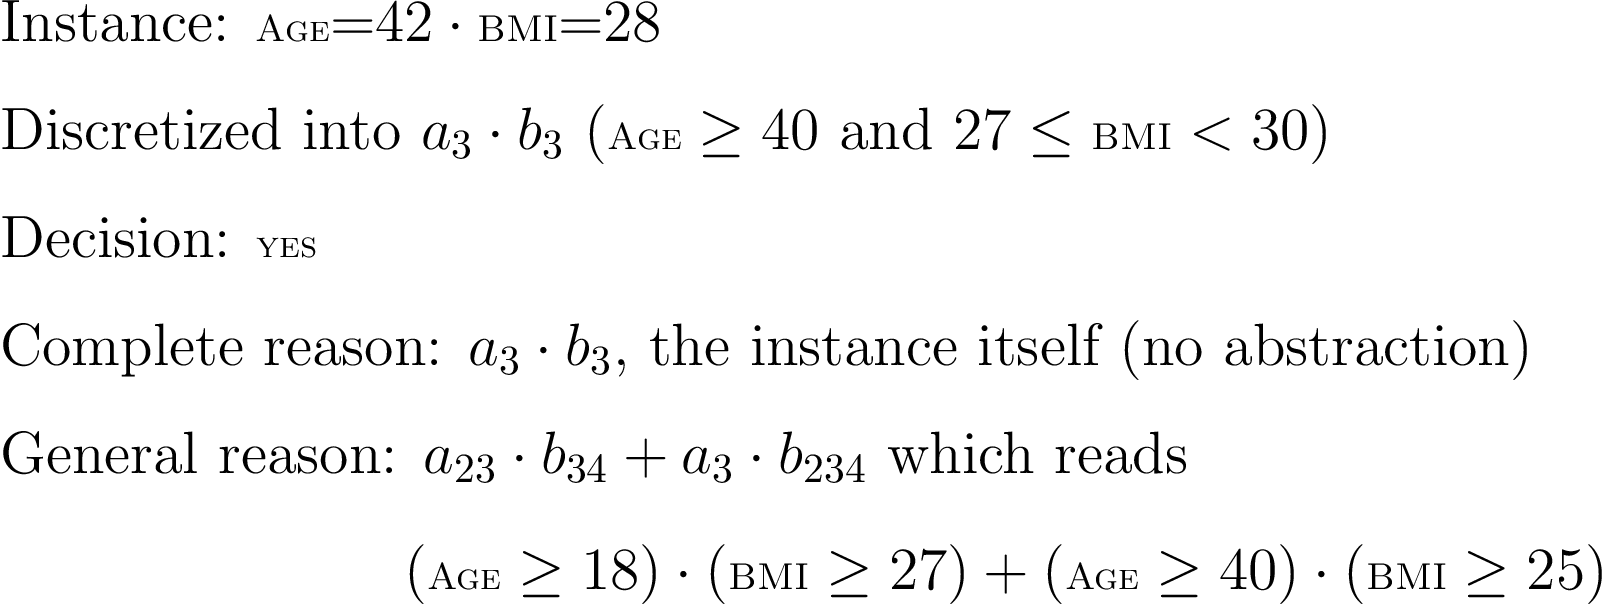 Instance: AGE=42 · BMI=28
Discretized into a₃ · b₃ (AGE ≥ 40 and 27 ≤ BMI < 30)
Decision: YES
Complete reason: a₃ · b₃, the instance itself (no abstraction)
General reason: a₂₃ · b₃₄ + a₃ · b₂₃₄ which reads
(AGE ≥ 18) · (BMI ≥ 27) + (AGE ≥ 40) · (BMI ≥ 25)